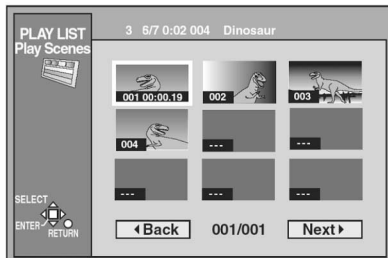 PLAY LIST
Play Scenes
3 6/7 0:02 004 Dinosaur
001 00:00.19
002
003
004
---
---
---
---
---
SELECT
ENTER
RETURN
Back 001/001 Next